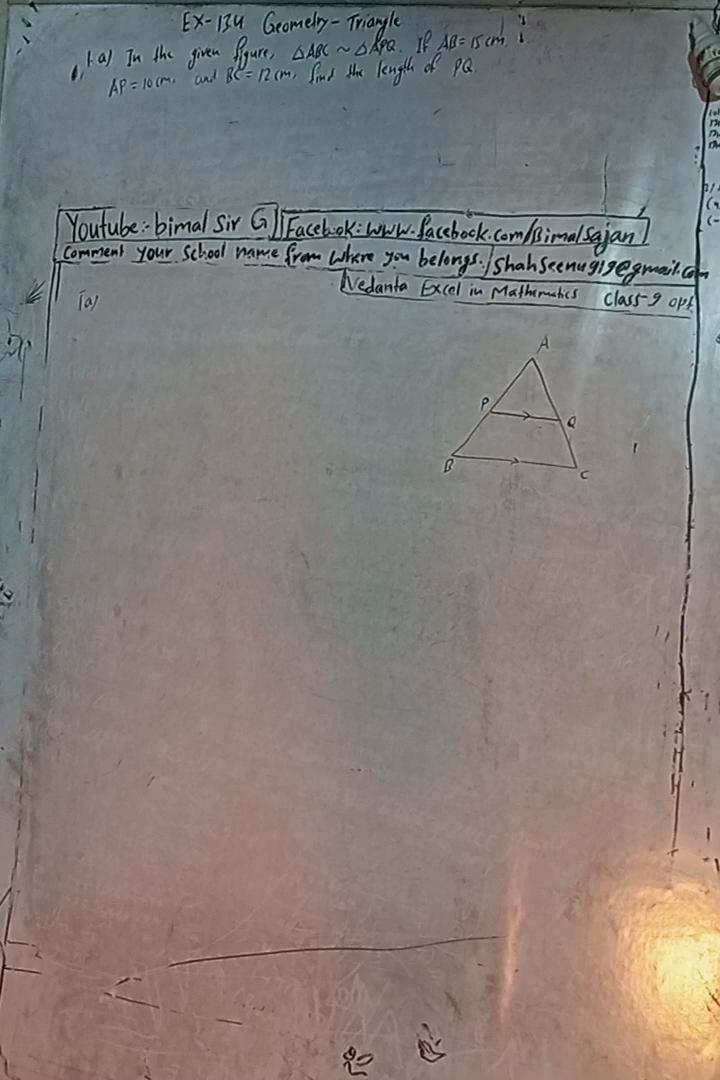 EX-13.4 Geometry - Triangle
1.a) In the given figure, △ABC ~ △APQ. If AB = 15 cm,
AP = 10 cm, and BC = 12 cm, find the length of PQ.
Youtube:- bimal Sir G Facebook: www.facebook.com/Bimalsajan
Comment your School name from where you belongs. / Shahseenu919@gmail.com
Vedanta Excel in Mathematics Class-9 opt
1a)
A
P
Q
B
C